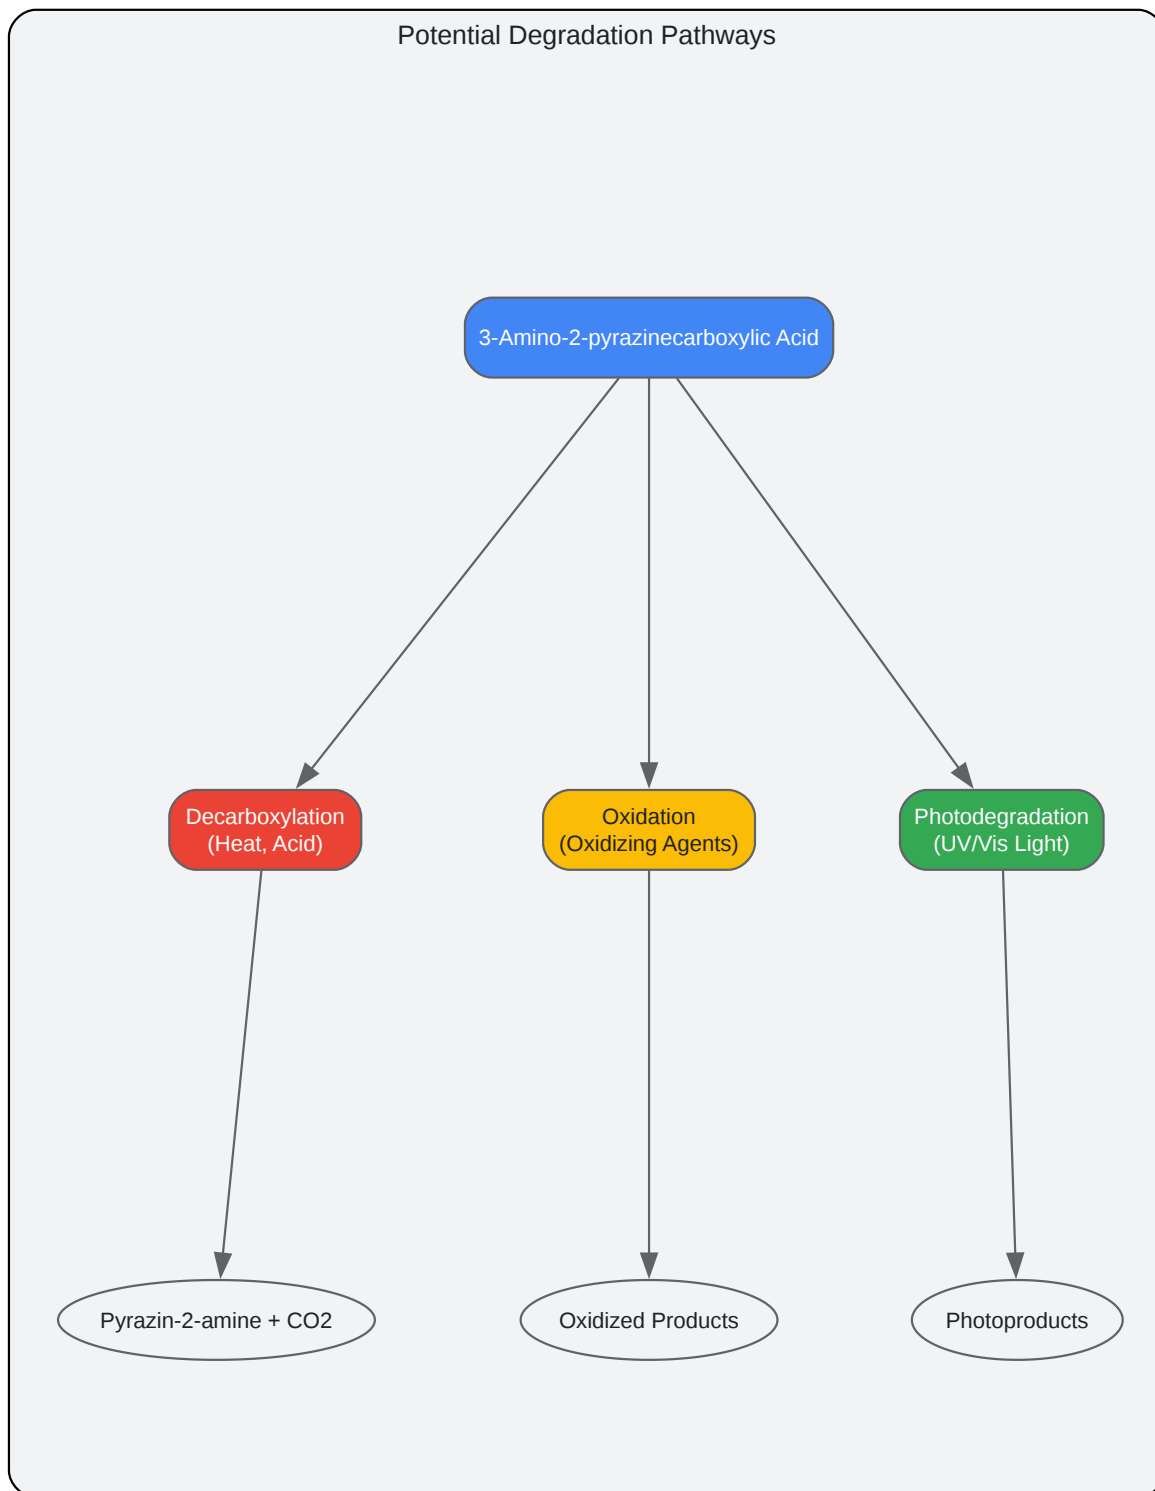 Potential Degradation Pathways
3-Amino-2-pyrazinecarboxylic Acid
Decarboxylation
(Heat, Acid)
Oxidation
(Oxidizing Agents)
Photodegradation
(UV/Vis Light)
Pyrazin-2-amine + CO2
Oxidized Products
Photoproducts